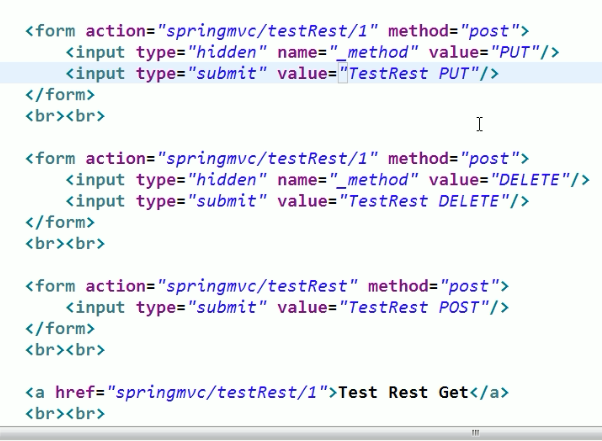 <form action="springmvc/testRest/1" method="post">
<input type="hidden" name="_method" value="PUT"/>
<input type="submit" value="TestRest PUT"/>
</form>
<br><br>
<form action="springmvc/testRest/1" method="post">
<input type="hidden" name="_method" value="DELETE"/>
<input type="submit" value="TestRest DELETE"/>
</form>
<br><br>
<form action="springmvc/testRest" method="post">
<input type="submit" value="TestRest POST"/>
</form>
<br><br>
<a href="springmvc/testRest/1">Test Rest Get</a>
<br><br>